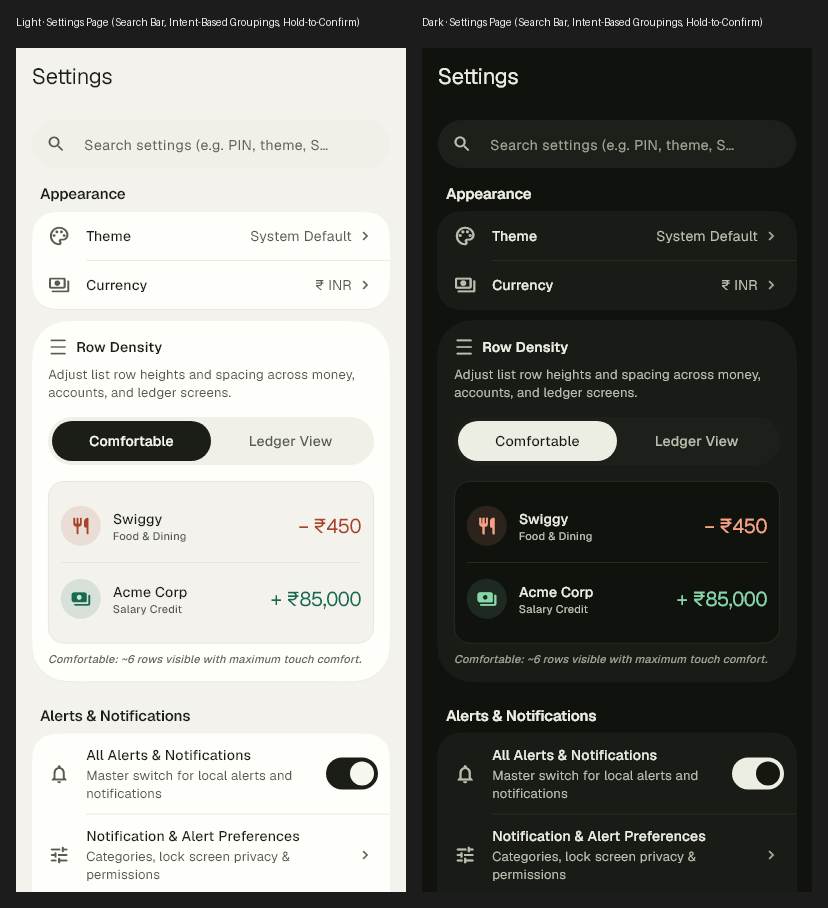 Light · Settings Page (Search Bar, Intent-Based Groupings, Hold-to-Confirm)
Settings
Search settings (e.g. PIN, theme, S...
Appearance
Theme System Default
Currency ₹ INR
Row Density
Adjust list row heights and spacing across money,
accounts, and ledger screens.
Comfortable Ledger View
Swiggy
Food & Dining
– ₹450
Acme Corp
Salary Credit
+ ₹85,000
Comfortable: ~6 rows visible with maximum touch comfort.
Alerts & Notifications
All Alerts & Notifications
Master switch for local alerts and
notifications
Notification & Alert Preferences
Categories, lock screen privacy &
permissions
Dark · Settings Page (Search Bar, Intent-Based Groupings, Hold-to-Confirm)
Settings
Search settings (e.g. PIN, theme, S...
Appearance
Theme System Default
Currency ₹ INR
Row Density
Adjust list row heights and spacing across money,
accounts, and ledger screens.
Comfortable Ledger View
Swiggy
Food & Dining
– ₹450
Acme Corp
Salary Credit
+ ₹85,000
Comfortable: ~6 rows visible with maximum touch comfort.
Alerts & Notifications
All Alerts & Notifications
Master switch for local alerts and
notifications
Notification & Alert Preferences
Categories, lock screen privacy &
permissions